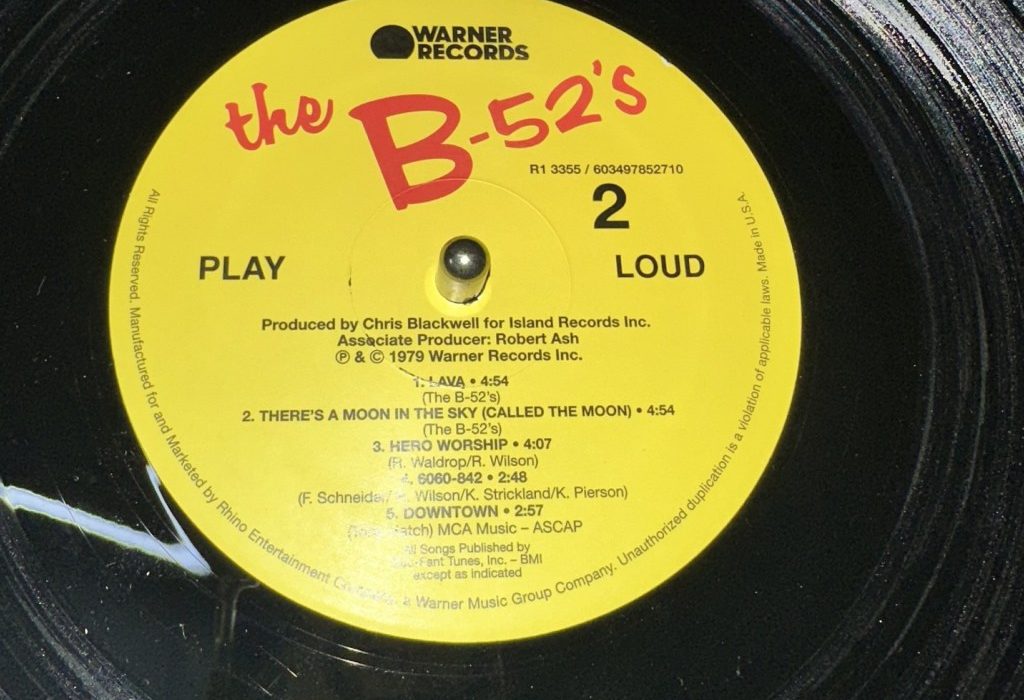 WARNER
RECORDS
the B-52's
R1 3355 / 603497852710
2
PLAY
LOUD
Produced by Chris Blackwell for Island Records Inc.
Associate Producer: Robert Ash
℗ & © 1979 Warner Records Inc.
1. LAVA • 4:54
(The B-52's)
2. THERE'S A MOON IN THE SKY (CALLED THE MOON) • 4:54
(The B-52's)
3. HERO WORSHIP • 4:07
(R. Waldrop/R. Wilson)
4. 6060-842 • 2:48
(F. Schneider/ Wilson/K. Strickland/K. Pierson)
5. DOWNTOWN • 2:57
MCA Music – ASCAP
All Songs Published by
Tunes, Inc. – BMI
except as indicated
All Rights Reserved. Manufactured for and Marketed by Rhino Entertainment Company, a Warner Music Group Company. Unauthorized duplication is a violation of applicable laws. Made in U.S.A.